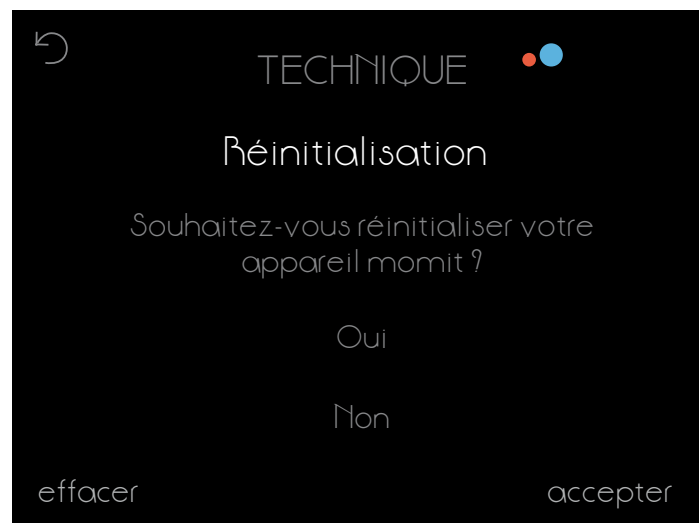 TECHNIQUE
Réinitialisation
Souhaitez-vous réinitialiser votre
appareil momit ?
Oui
Non
effacer
accepter